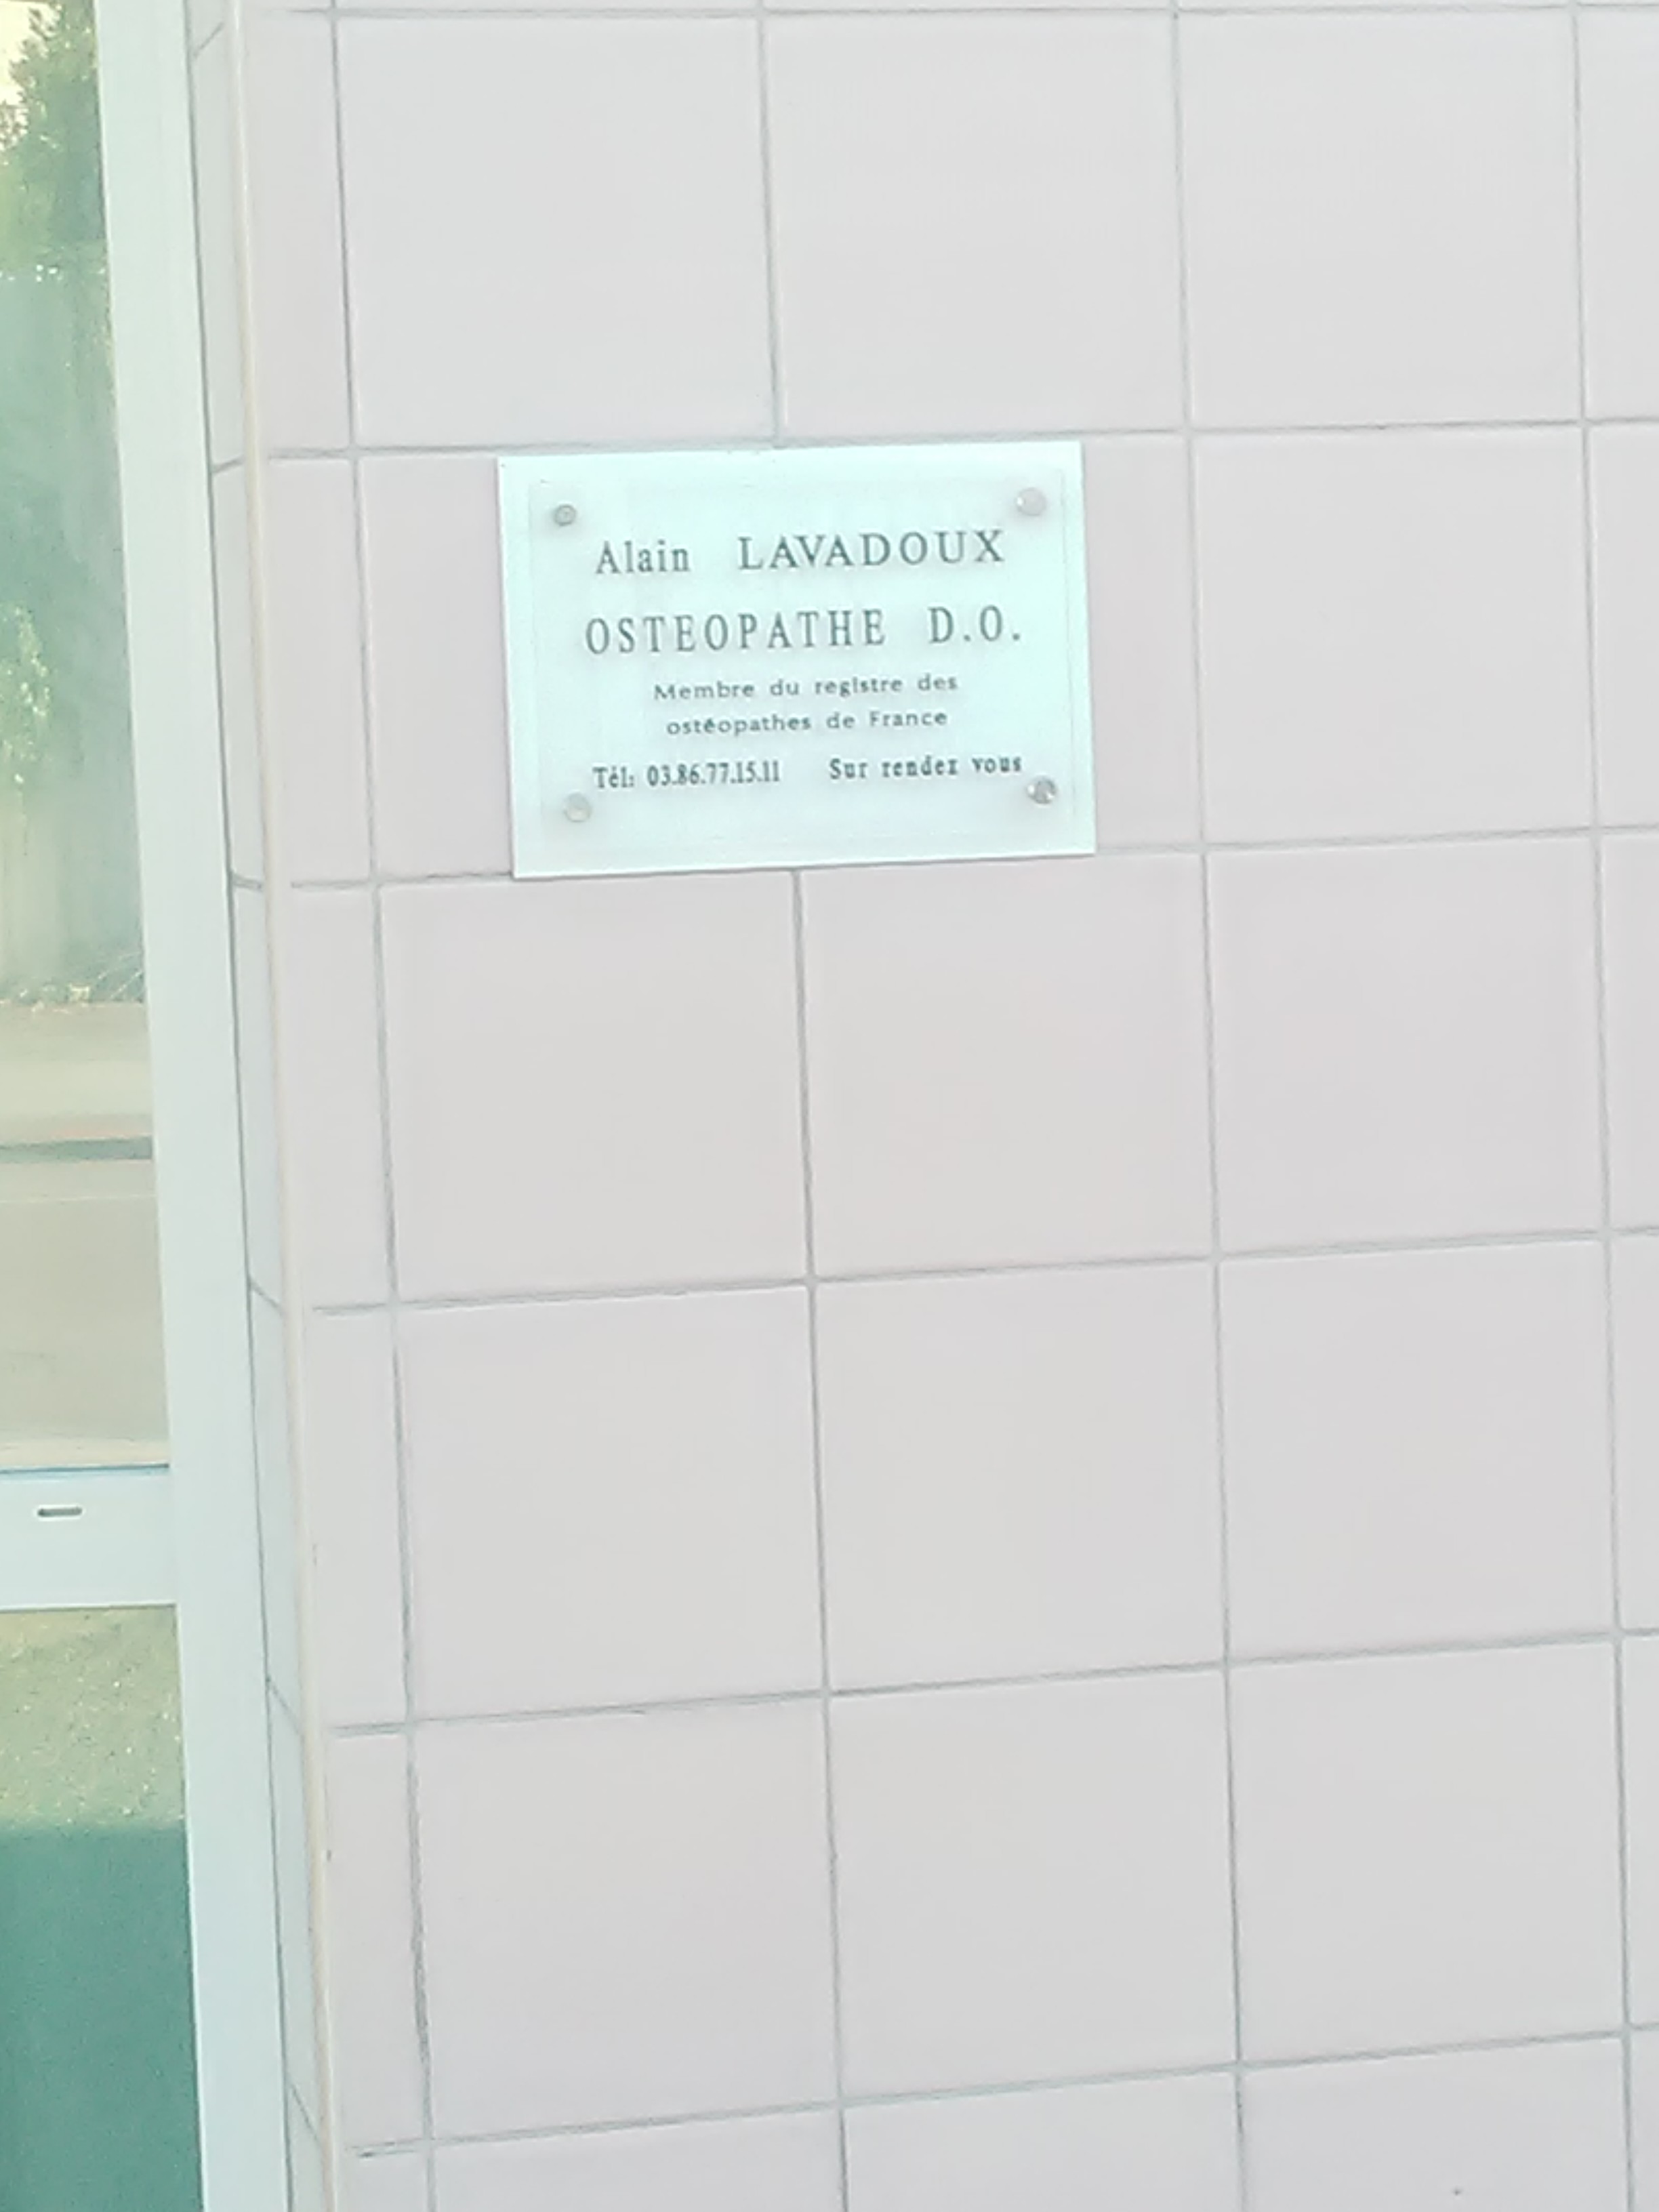 Alain LAVADOUX
OSTEOPATHE D.O.
Membre du registre des
ostéopathes de France
Tél: 03.86.77.15.11 Sur rendez vous